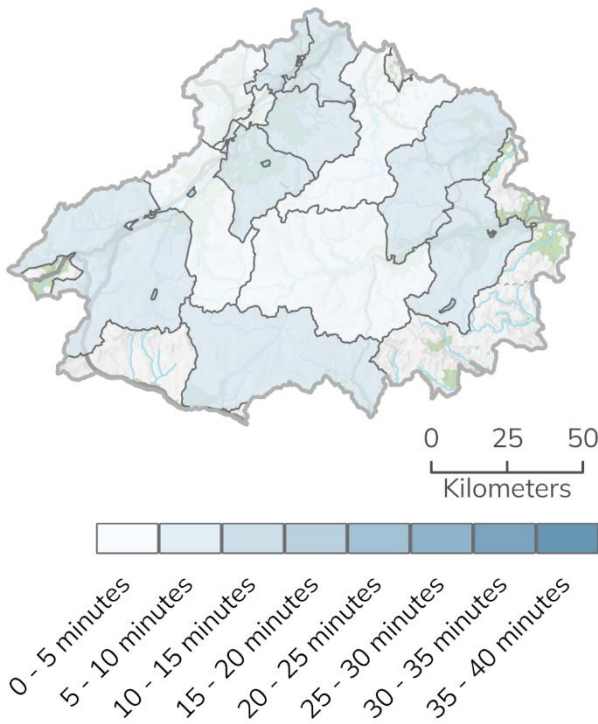 0 25 50
Kilometers
0 - 5 minutes
5 - 10 minutes
10 - 15 minutes
15 - 20 minutes
20 - 25 minutes
25 - 30 minutes
30 - 35 minutes
35 - 40 minutes